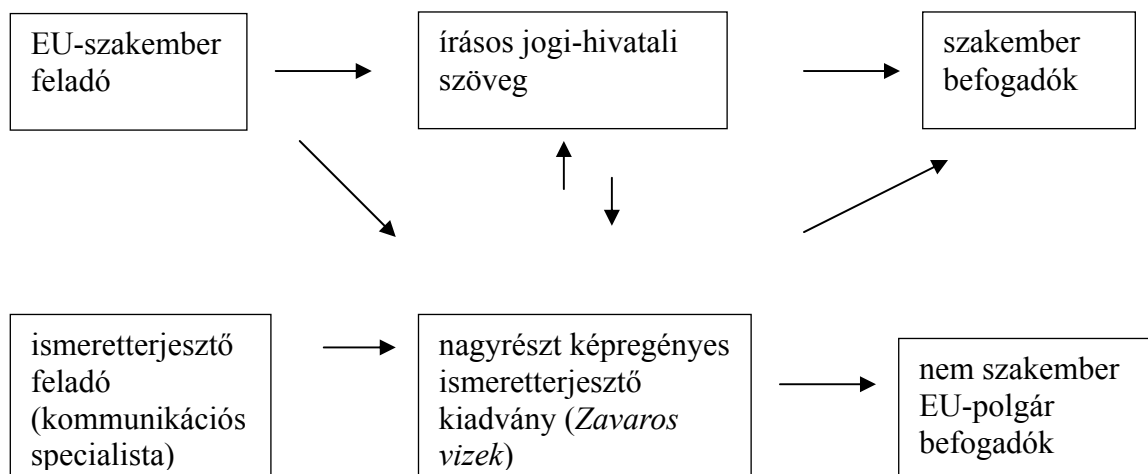 EU-szakember
feladó
írásos jogi-hivatali
szöveg
szakember
befogadók
ismeretterjesztő
feladó
(kommunikációs
specialista)
nagyrészt képregényes
ismeretterjesztő
kiadvány (Zavaros
vizek)
nem szakember
EU-polgár
befogadók